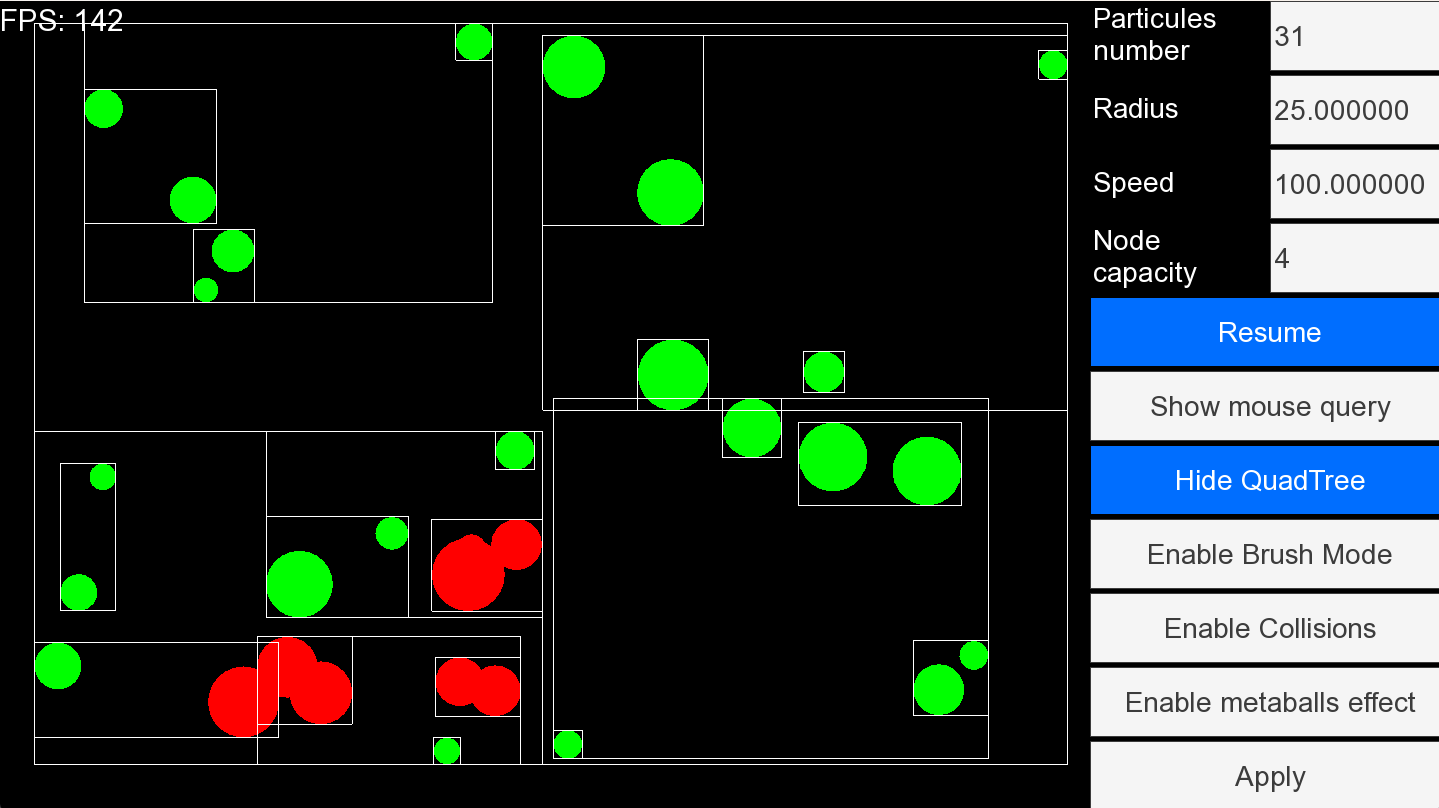 FPS: 142
Particules
number
31
Radius
25.000000
Speed
100.000000
Node
capacity
4
Resume
Show mouse query
Hide QuadTree
Enable Brush Mode
Enable Collisions
Enable metaballs effect
Apply